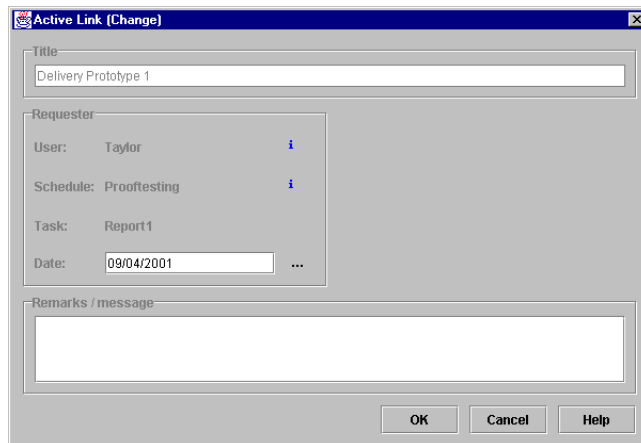 Active Link (Change)
Title
Delivery Prototype 1
Requester
User: Taylor i
Schedule: Prooftesting i
Task: Report1
Date: 09/04/2001 ...
Remarks / message
OK Cancel Help